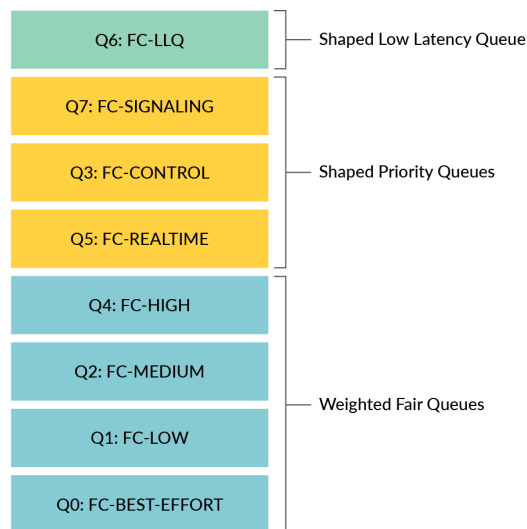 Q6: FC-LLQ
Shaped Low Latency Queue
Q7: FC-SIGNALING
Q3: FC-CONTROL
Shaped Priority Queues
Q5: FC-REALTIME
Q4: FC-HIGH
Q2: FC-MEDIUM
Weighted Fair Queues
Q1: FC-LOW
Q0: FC-BEST-EFFORT